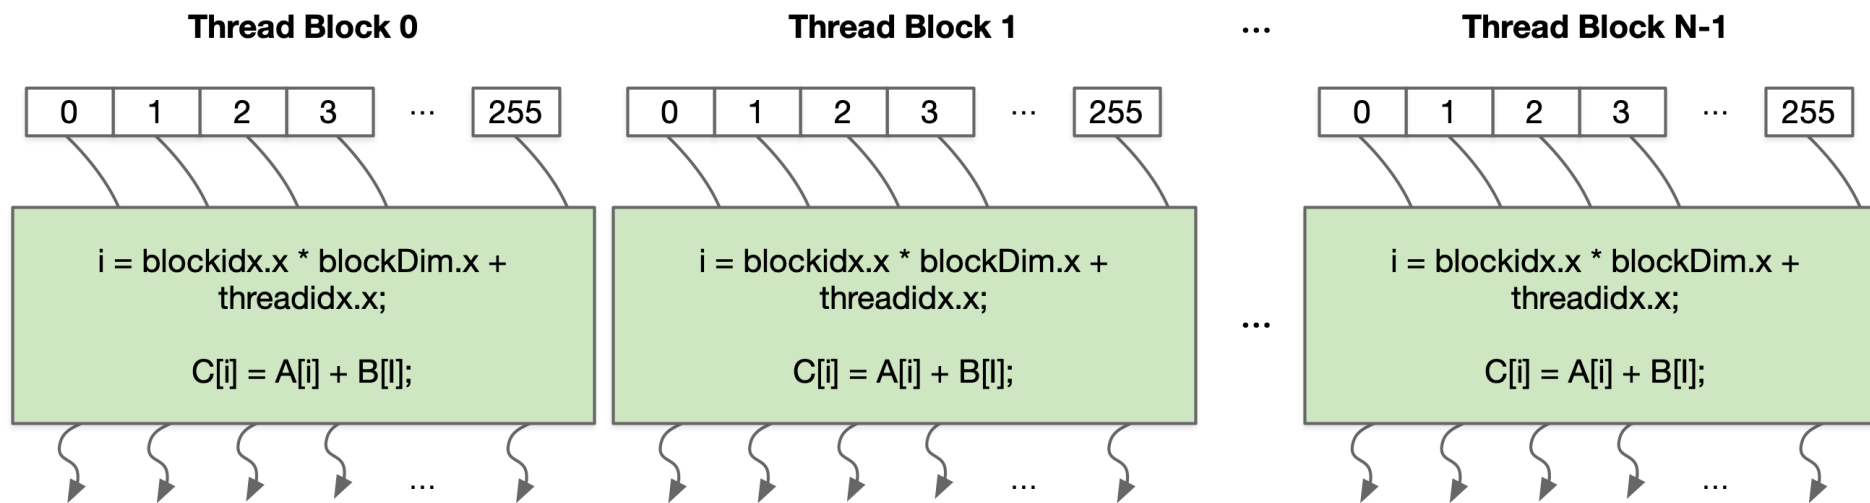 Thread Block 0
Thread Block 1
...
Thread Block N-1
0 1 2 3 ... 255
0 1 2 3 ... 255
0 1 2 3 ... 255
i = blockidx.x * blockDim.x +
threadidx.x;
C[i] = A[i] + B[I];
i = blockidx.x * blockDim.x +
threadidx.x;
C[i] = A[i] + B[I];
...
i = blockidx.x * blockDim.x +
threadidx.x;
C[i] = A[i] + B[I];
...
...
...